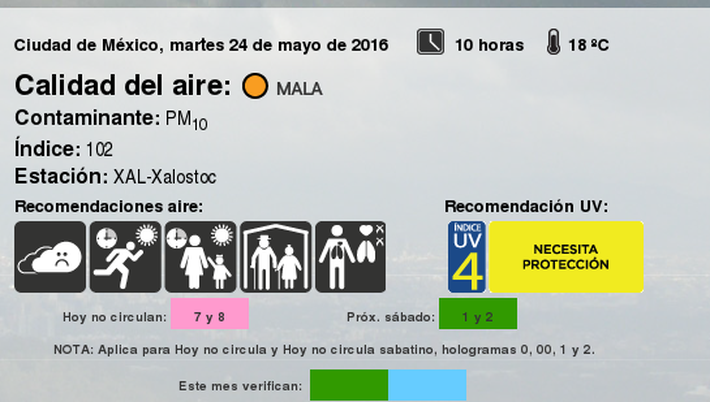 Ciudad de México, martes 24 de mayo de 2016 10 horas 18 ºC
Calidad del aire: MALA
Contaminante: PM10
Índice: 102
Estación: XAL-Xalostoc
Recomendaciones aire: Recomendación UV:
ÍNDICE
UV
4
NECESITA
PROTECCIÓN
Hoy no circulan: 7 y 8 Próx. sábado: 1 y 2
NOTA: Aplica para Hoy no circula y Hoy no circula sabatino, hologramas 0, 00, 1 y 2.
Este mes verifican: